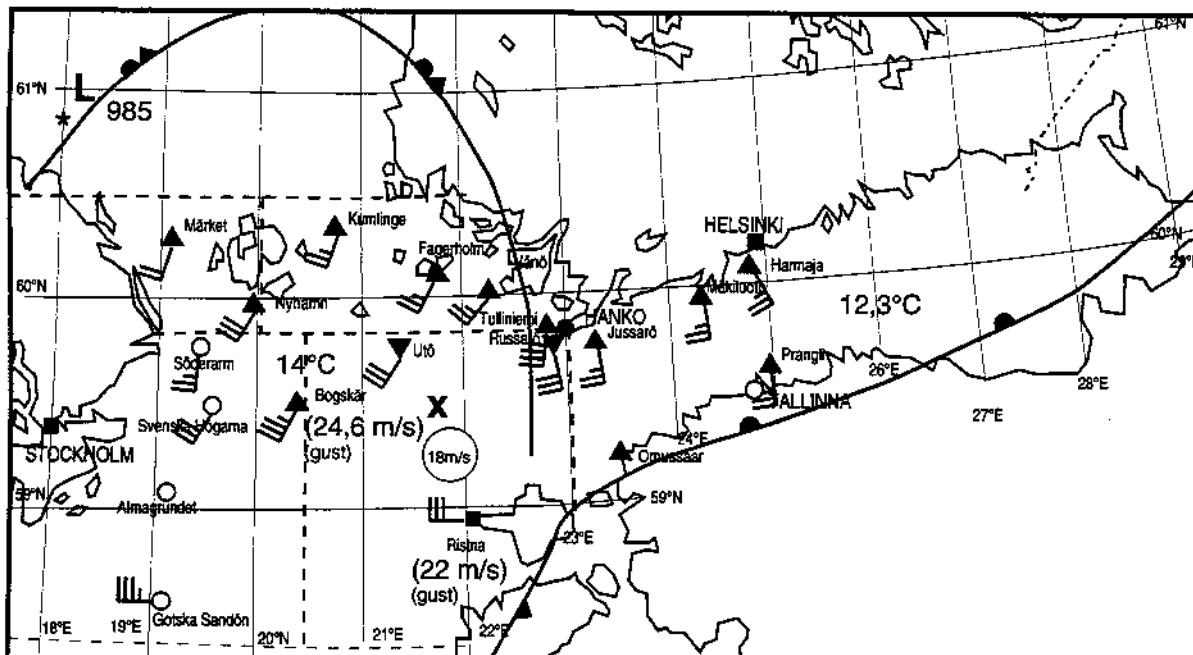 61°N
61°N
L
985
*
Märket
Kumlinge
HELSINKI
60°N
Fagerholm
Vänö
Harmaja
60°N
Nyhamn
Mäkiluoto
12,3°C
Tulliniemi
HANKO
Russarö
Jussarö
Söderarm
14°C
Utö
Prangli
26°E
28°E
Bogskär
X
TALLINNA
27°E
Svenska Högarna
(24,6 m/s)
(gust)
24°E
STOCKHOLM
18m/s
59°N
59°N
Almagrundet
Ristna
23°E
(22 m/s)
(gust)
Gotska Sandön
18°E
19°E
20°N
21°E
22°E